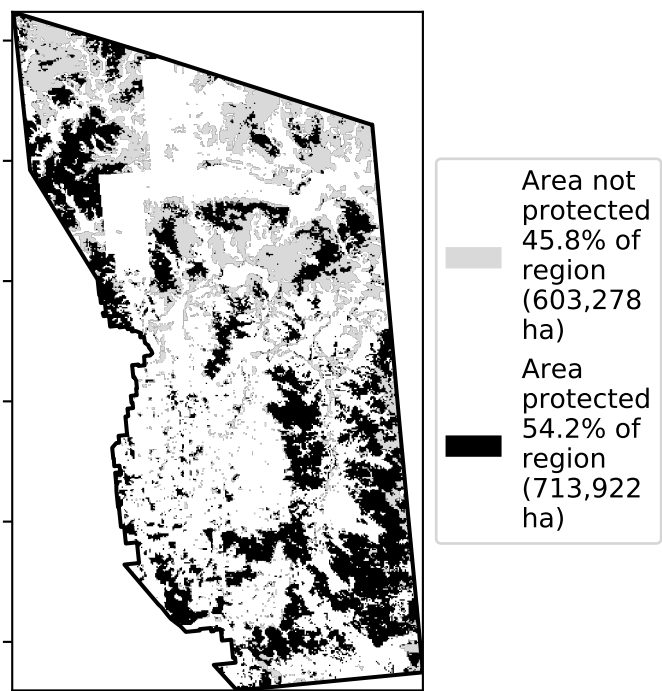 Area not
protected
45.8% of
region
(603,278
ha)
Area
protected
54.2% of
region
(713,922
ha)